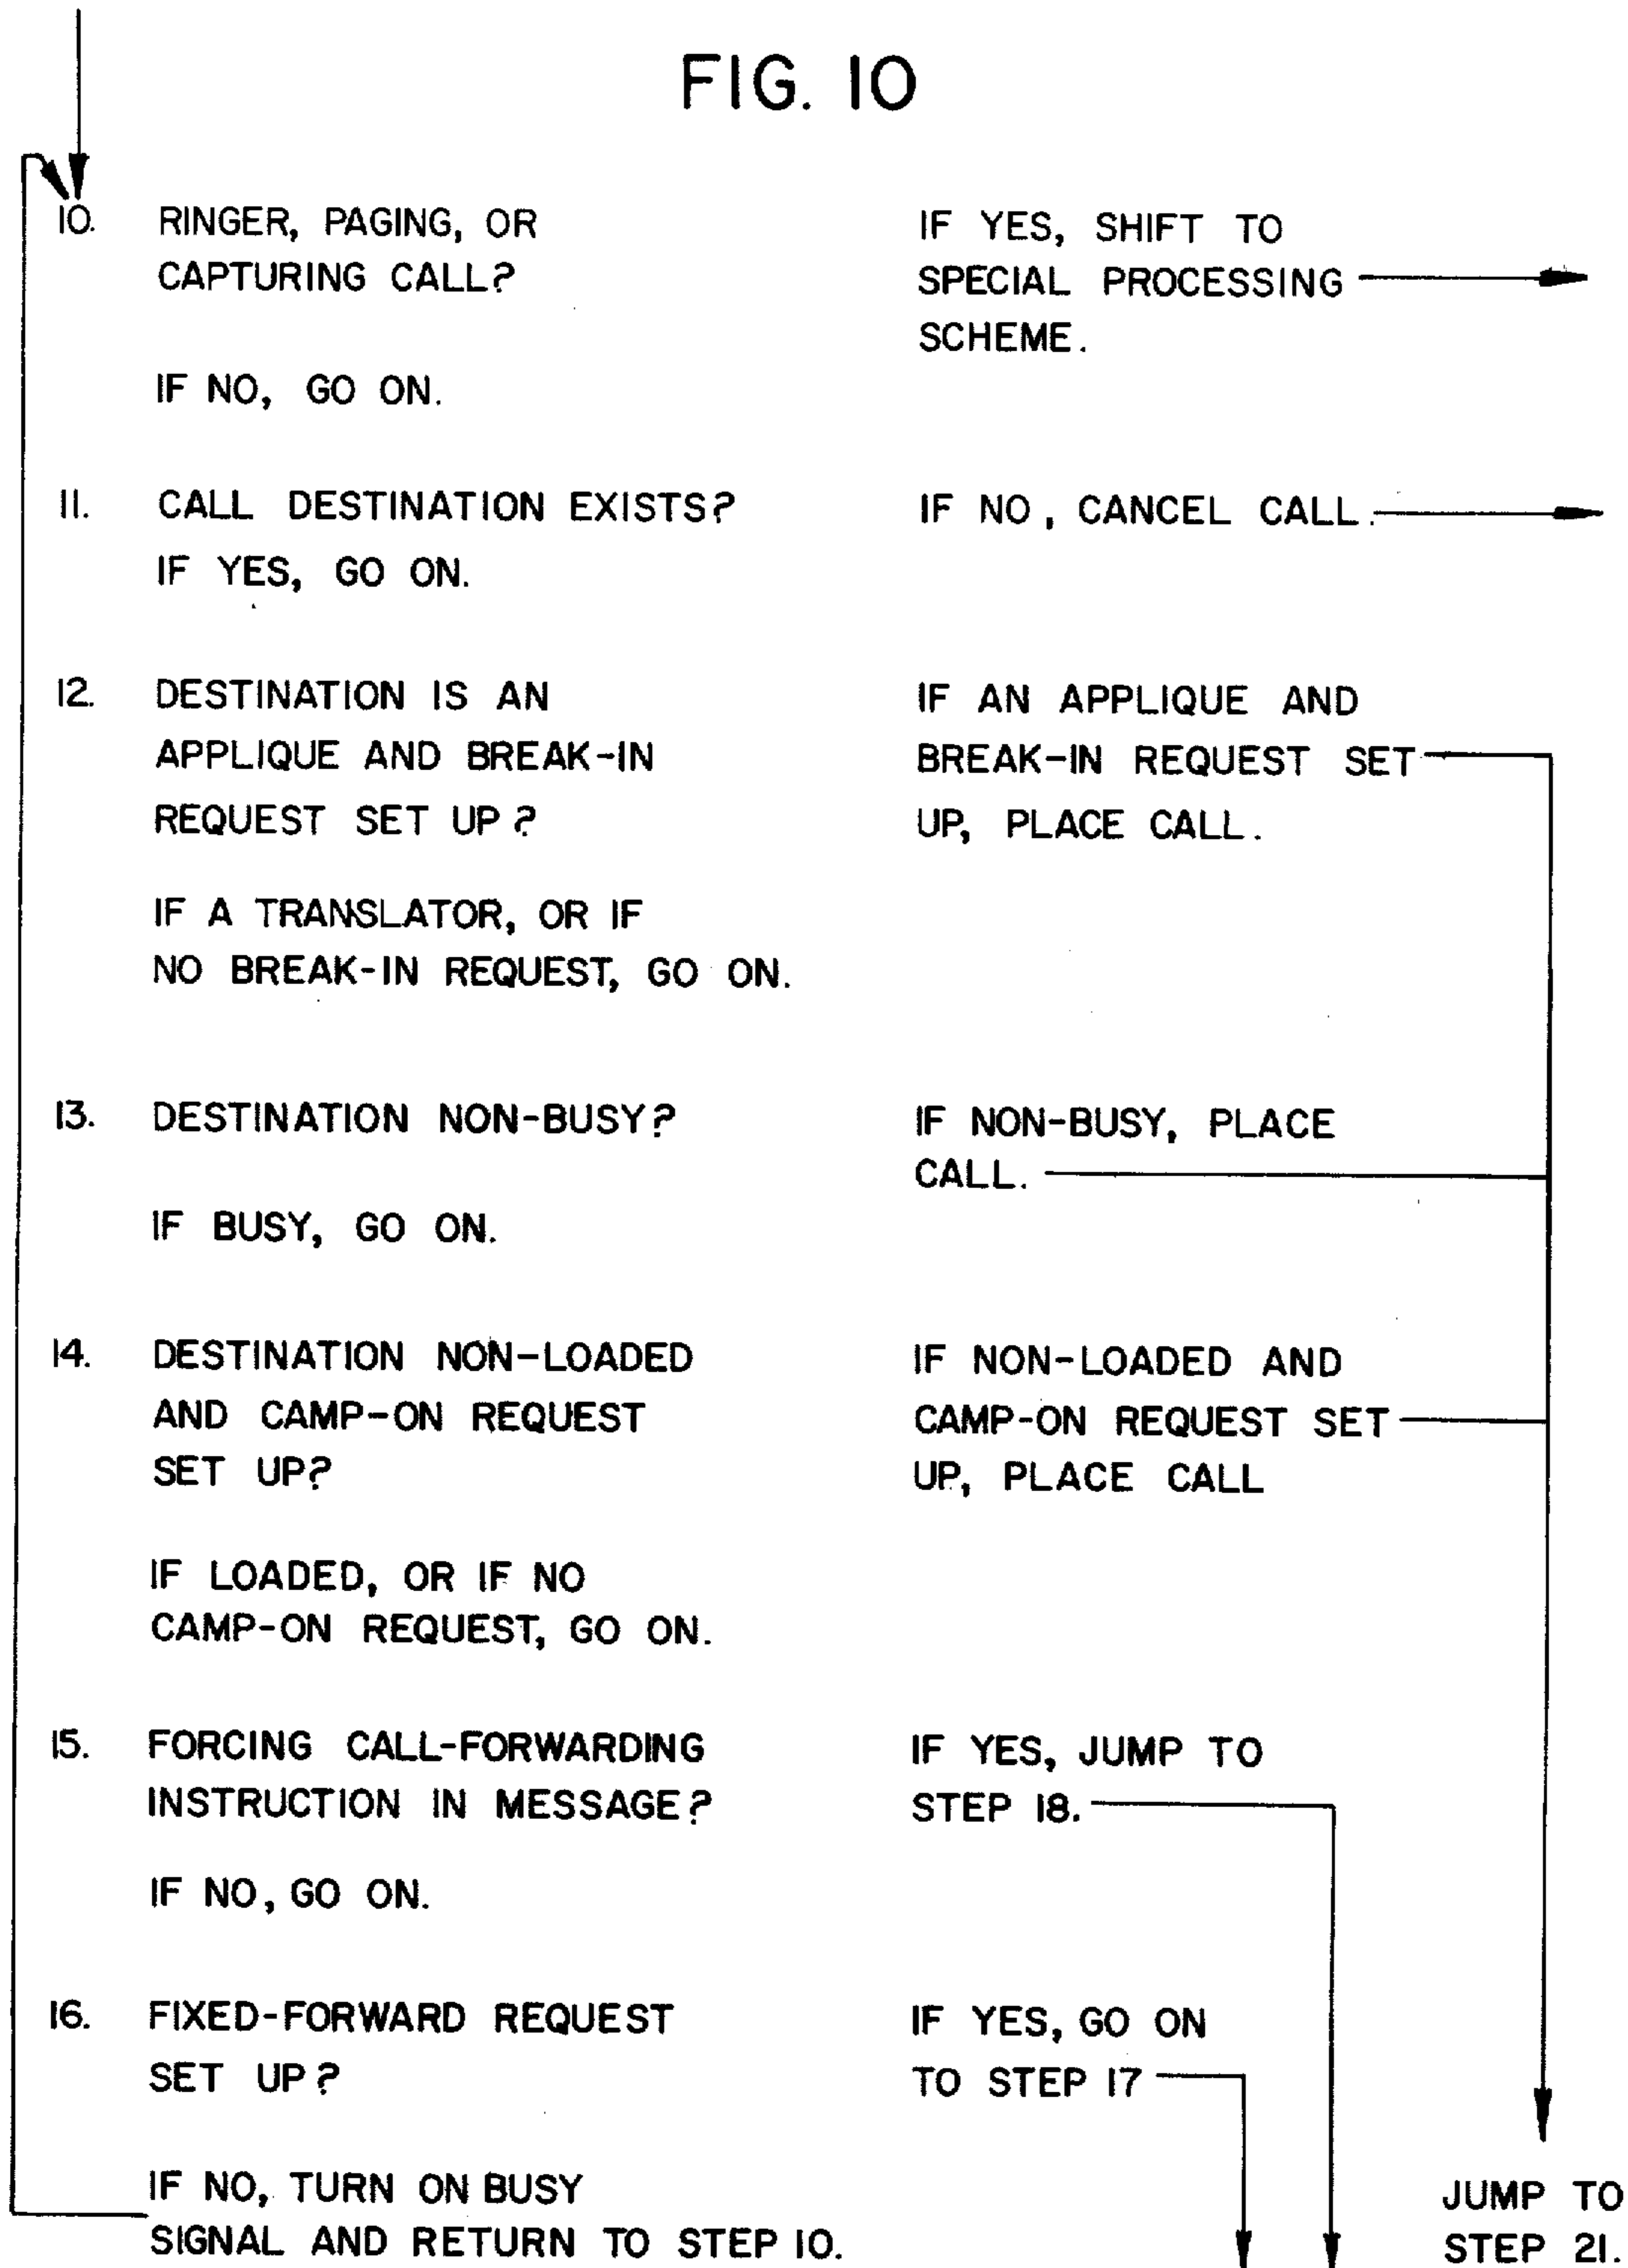 FIG. 10
10. RINGER, PAGING, OR
CAPTURING CALL?
IF YES, SHIFT TO
SPECIAL PROCESSING
SCHEME.
IF NO, GO ON.
11. CALL DESTINATION EXISTS?
IF NO, CANCEL CALL.
IF YES, GO ON.
12. DESTINATION IS AN
APPLIQUE AND BREAK-IN
REQUEST SET UP?
IF AN APPLIQUE AND
BREAK-IN REQUEST SET
UP, PLACE CALL.
IF A TRANSLATOR, OR IF
NO BREAK-IN REQUEST, GO ON.
13. DESTINATION NON-BUSY?
IF NON-BUSY, PLACE
CALL.
IF BUSY, GO ON.
14. DESTINATION NON-LOADED
AND CAMP-ON REQUEST
SET UP?
IF NON-LOADED AND
CAMP-ON REQUEST SET
UP, PLACE CALL
IF LOADED, OR IF NO
CAMP-ON REQUEST, GO ON.
15. FORCING CALL-FORWARDING
INSTRUCTION IN MESSAGE?
IF YES, JUMP TO
STEP 18.
IF NO, GO ON.
16. FIXED-FORWARD REQUEST
SET UP?
IF YES, GO ON
TO STEP 17
IF NO, TURN ON BUSY
SIGNAL AND RETURN TO STEP 10.
JUMP TO
STEP 21.